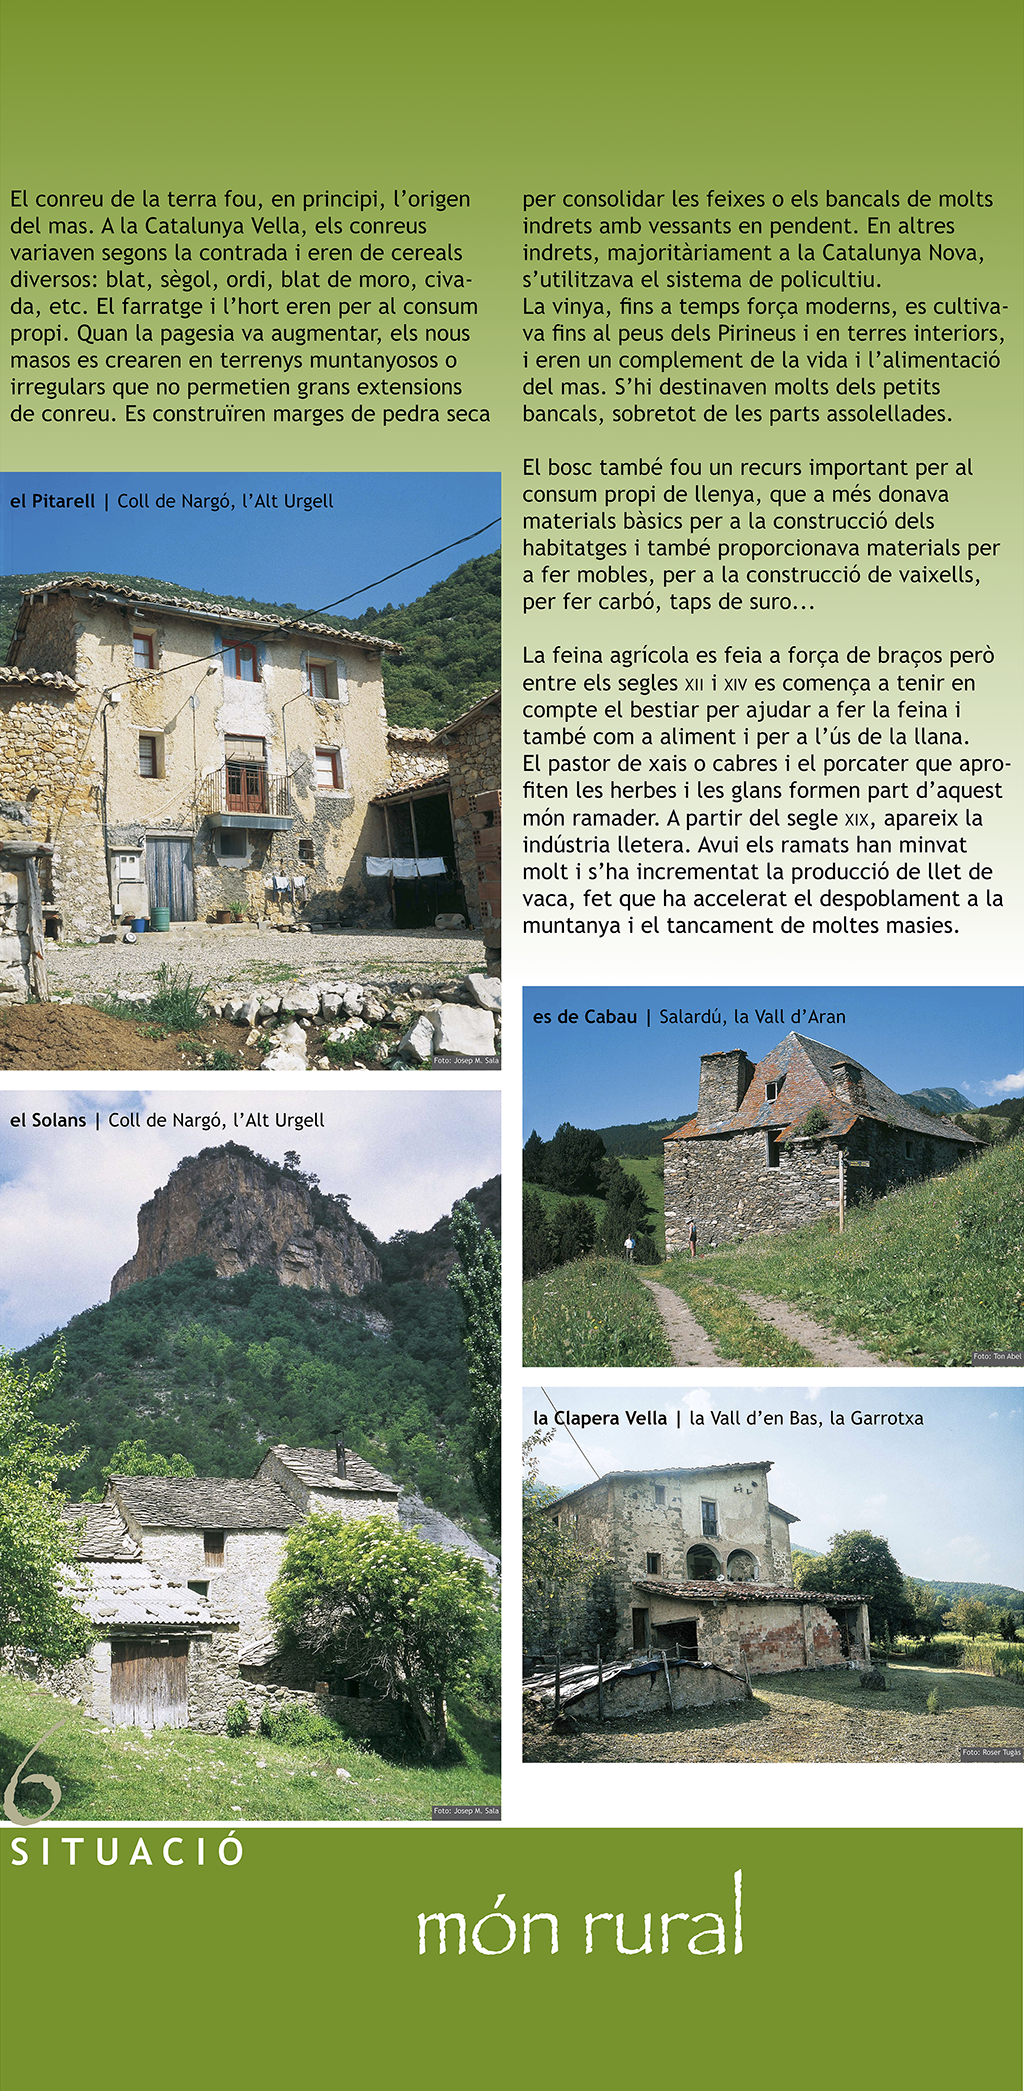 El conreu de la terra fou, en principi, l’origen
del mas. A la Catalunya Vella, els conreus
variaven segons la contrada i eren de cereals
diversos: blat, sègol, ordi, blat de moro, civa-
da, etc. El farratge i l’hort eren per al consum
propi. Quan la pagesia va augmentar, els nous
masos es crearen en terrenys muntanyosos o
irregulars que no permetien grans extensions
de conreu. Es construïren marges de pedra seca
per consolidar les feixes o els bancals de molts
indrets amb vessants en pendent. En altres
indrets, majoritàriament a la Catalunya Nova,
s’utilitzava el sistema de policultiu.
La vinya, fins a temps força moderns, es cultiva-
va fins al peus dels Pirineus i en terres interiors,
i eren un complement de la vida i l’alimentació
del mas. S’hi destinaven molts dels petits
bancals, sobretot de les parts assolellades.
El bosc també fou un recurs important per al
consum propi de llenya, que a més donava
materials bàsics per a la construcció dels
habitatges i també proporcionava materials per
a fer mobles, per a la construcció de vaixells,
per fer carbó, taps de suro...
La feina agrícola es feia a força de braços però
entre els segles XII i XIV es comença a tenir en
compte el bestiar per ajudar a fer la feina i
també com a aliment i per a l’ús de la llana.
El pastor de xais o cabres i el porcater que apro-
fiten les herbes i les glans formen part d’aquest
món ramader. A partir del segle XIX, apareix la
indústria lletera. Avui els ramats han minvat
molt i s’ha incrementat la producció de llet de
vaca, fet que ha accelerat el despoblament a la
muntanya i el tancament de moltes masies.
el Pitarell | Coll de Nargó, l’Alt Urgell
Foto: Josep M. Sala
el Solans | Coll de Nargó, l’Alt Urgell
Foto: Josep M. Sala
es de Cabau | Salardú, la Vall d’Aran
Foto: Ton Abel
la Clapera Vella | la Vall d’en Bas, la Garrotxa
Foto: Roser Tugàs
6
SITUACIÓ
món rural